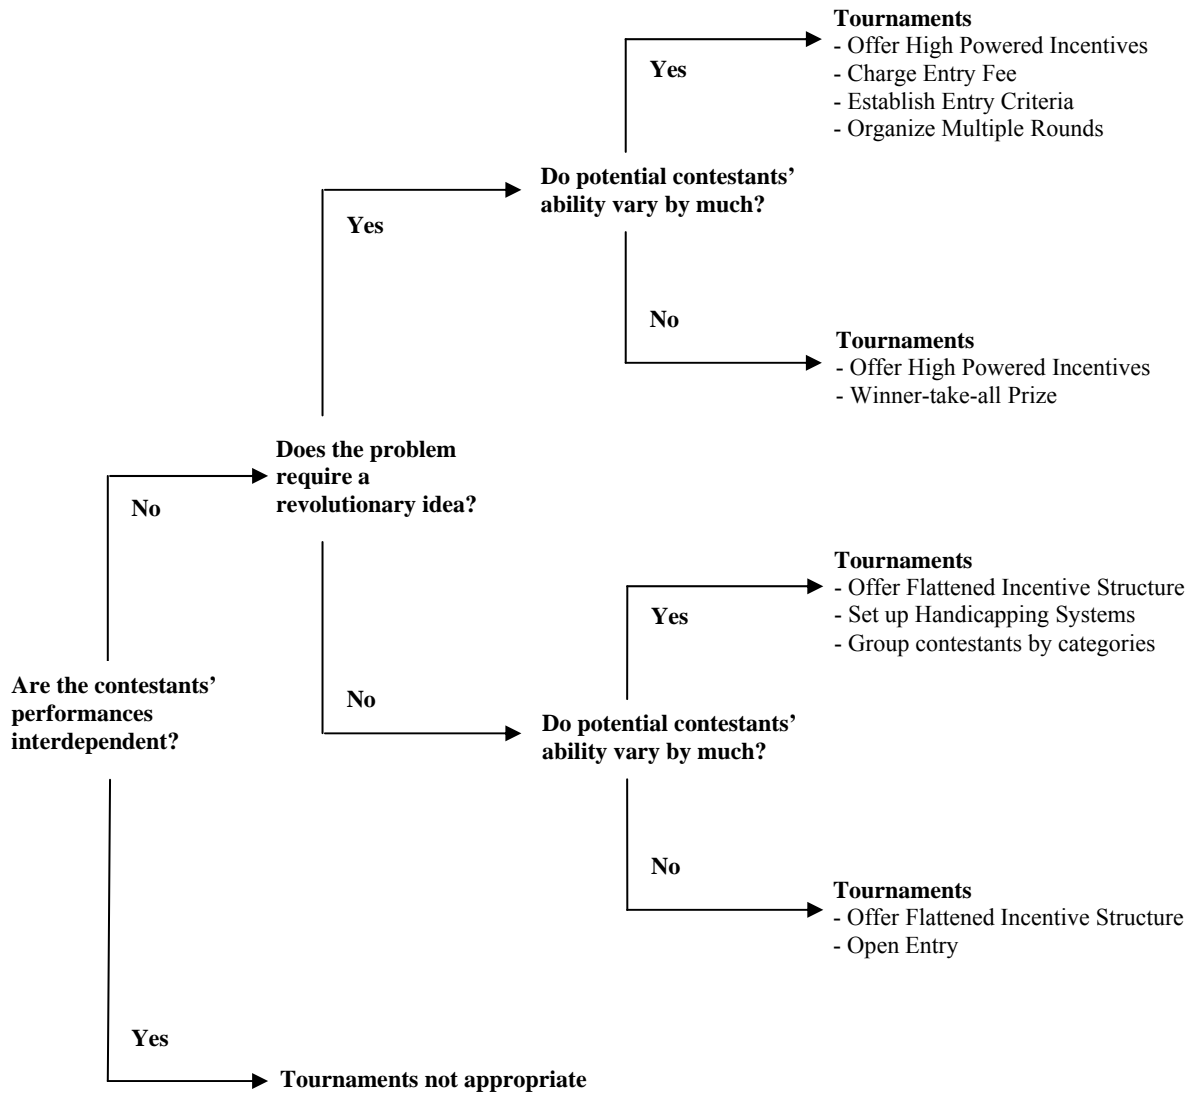 Tournaments
- Offer High Powered Incentives
- Charge Entry Fee
- Establish Entry Criteria
- Organize Multiple Rounds
Yes
Do potential contestants’
ability vary by much?
Yes
No
Tournaments
- Offer High Powered Incentives
- Winner-take-all Prize
Does the problem
require a
revolutionary idea?
No
Tournaments
- Offer Flattened Incentive Structure
- Set up Handicapping Systems
- Group contestants by categories
Yes
Are the contestants’
performances
interdependent?
No
Do potential contestants’
ability vary by much?
No
Tournaments
- Offer Flattened Incentive Structure
- Open Entry
Yes
Tournaments not appropriate